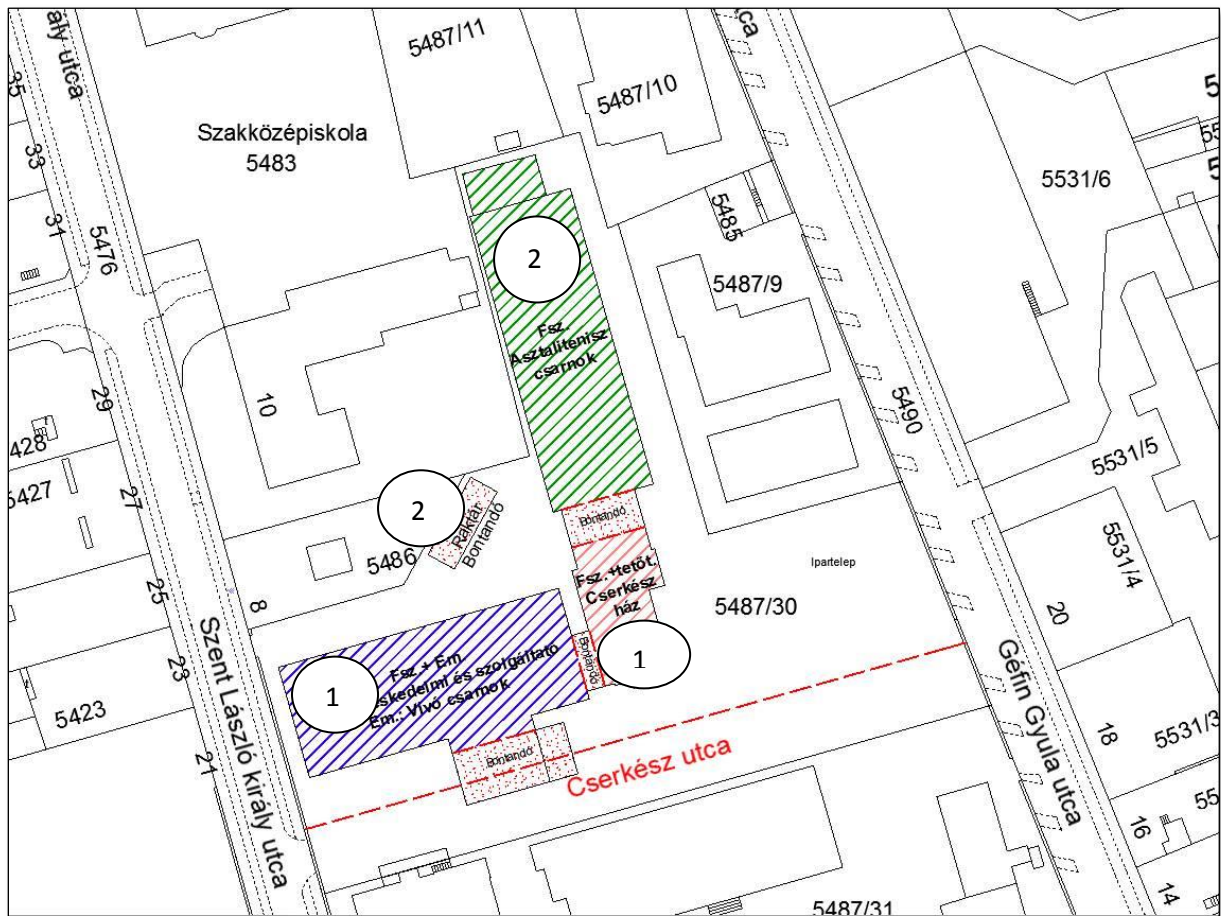 ály utca
5487/11
utca
5487/10
Szakközépiskola
5483
35
33
31
5476
5531/6
5485
5487/9
2
Fsz.
Asztalitenisz
csarnok
29
10
5490
428
5427
27
5531/5
2
Raktár
Bontandó
Bontandó
5486
25
8
Fsz.+tetőt.
Cserkész
ház
Ipartelep
5487/30
5531/4
20
Szent László király utca
23
Bontandó
1
1
Fsz + Em
skedelmi és szolgáltató
Em.: Vívó csarnok
5423
21
Géfin Gyula utca
18
5531/3
Bontandó
Cserkész utca
16
14
5487/31